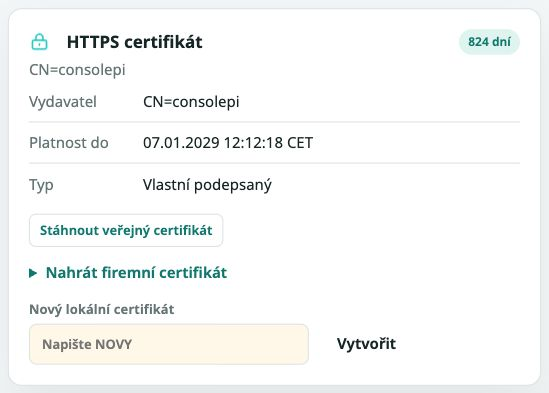 HTTPS certifikát
824 dní
CN=consolepi
Vydavatel CN=consolepi
Platnost do 07.01.2029 12:12:18 CET
Typ Vlastní podepsaný
Stáhnout veřejný certifikát
Nahrát firemní certifikát
Nový lokální certifikát
Napište NOVY
Vytvořit